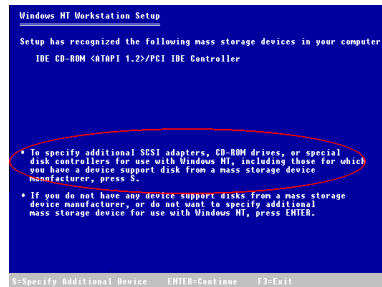 Windows NT Workstation Setup
Setup has recognized the following mass storage devices in your computer
IDE CD-ROM <ATAPI 1.2>/PCI IDE Controller
• To specify additional SCSI adapters, CD-ROM drives, or special
disk controllers for use with Windows NT, including those for which
you have a device support disk from a mass storage device
manufacturer, press S.
• If you do not have any device support disks from a mass storage
device manufacturer, or do not want to specify additional
mass storage device for use with Windows NT, press ENTER.
S=Specify Additional Device ENTER=Continue F3=Exit